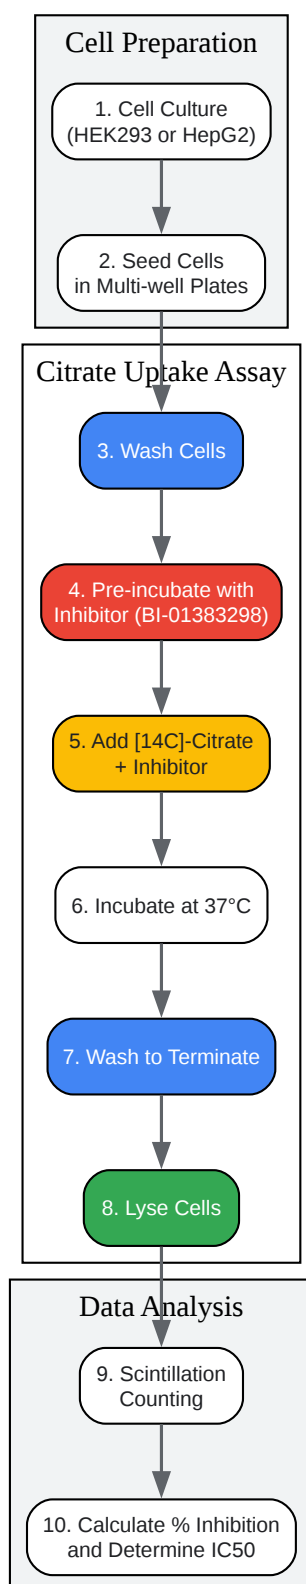 Cell Preparation
1. Cell Culture
(HEK293 or HepG2)
2. Seed Cells
in Multi-well Plates
Citrate Uptake Assay
3. Wash Cells
4. Pre-incubate with
Inhibitor (BI-01383298)
5. Add [14C]-Citrate
+ Inhibitor
6. Incubate at 37°C
7. Wash to Terminate
8. Lyse Cells
Data Analysis
9. Scintillation
Counting
10. Calculate % Inhibition
and Determine IC50